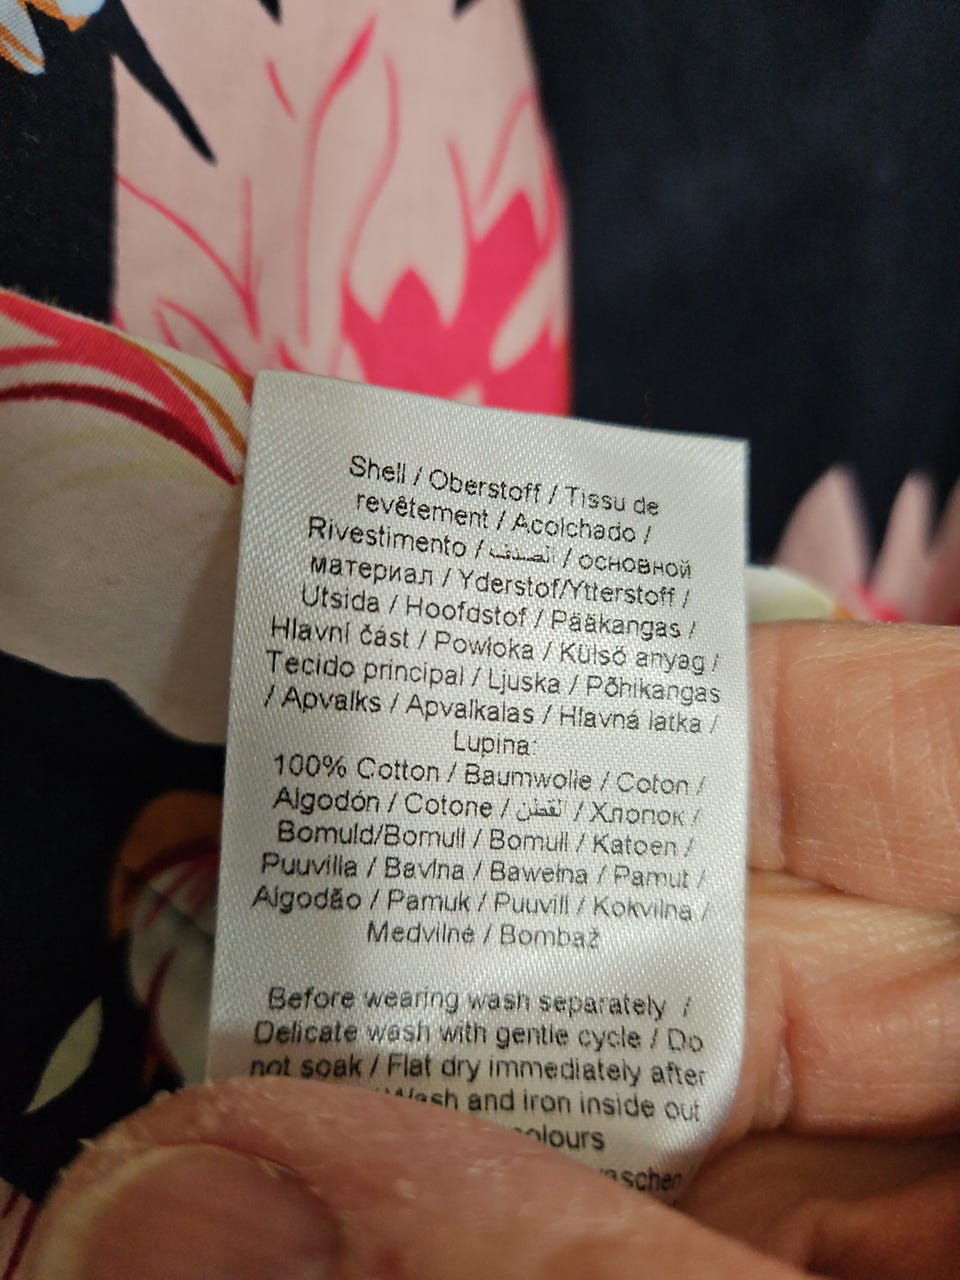 Shell / Oberstoff / Tissu de
revêtement / Acolchado /
Rivestimento / الصدف / основной
материал / Yderstof/Ytterstoff /
Utsida / Hoofdstof / Pääkangas /
Hlavní část / Powłoka / Külső anyag /
Tecido principal / Ljuska / Põhikangas
/ Apvalks / Apvalkalas / Hlavná latka /
Lupina:
100% Cotton / Baumwolle / Coton /
Algodón / Cotone / القطن / Хлопок /
Bomuld/Bomull / Bomull / Katoen /
Puuvilla / Bavlna / Bawełna / Pamut /
Algodão / Pamuk / Puuvill / Kokvilna /
Medvilnė / Bombaž
Before wearing wash separately /
Delicate wash with gentle cycle / Do
not soak / Flat dry immediately after
Wash and iron inside out
colours